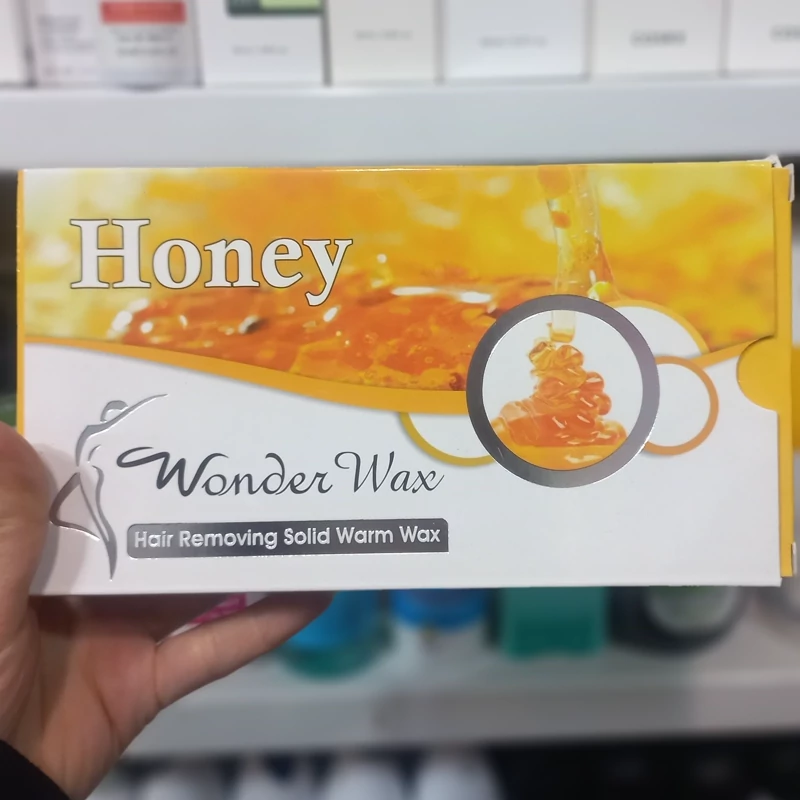 Honey
Wonder Wax
Hair Removing Solid Warm Wax